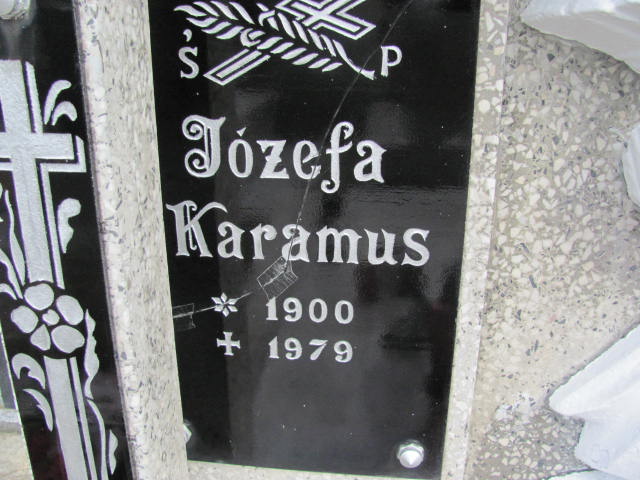 Ś P
Józefa
Karamus
* 1900
+ 1979